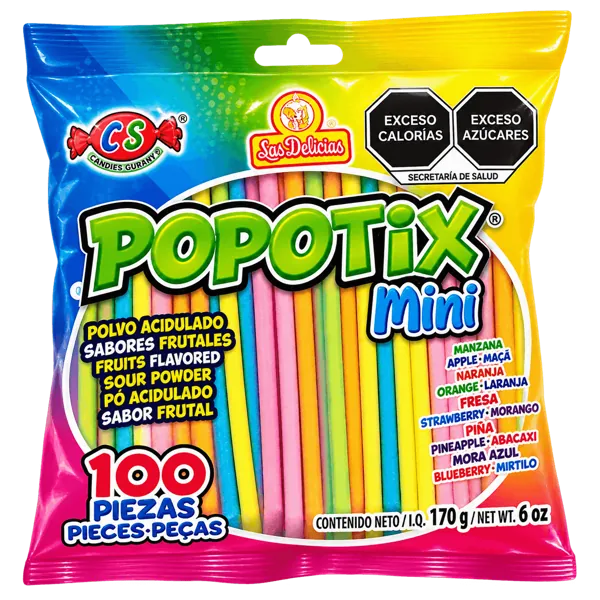 CS®
CANDIES GURANY®
Las Delicias
EXCESO
CALORÍAS
EXCESO
AZÚCARES
SECRETARÍA DE SALUD
POPOTiX®
Mini
POLVO ACIDULADO
SABORES FRUTALES
FRUITS FLAVORED
SOUR POWDER
PÓ ACIDULADO
SABOR FRUTAL
MANZANA
APPLE·MAÇÃ
NARANJA
ORANGE·LARANJA
FRESA
STRAWBERRY·MORANGO
PIÑA
PINEAPPLE·ABACAXI
MORA AZUL
BLUEBERRY·MIRTILO
100
PIEZAS
PIECES·PEÇAS
CONTENIDO NETO/I.Q. 170 g/NET WT. 6 oz